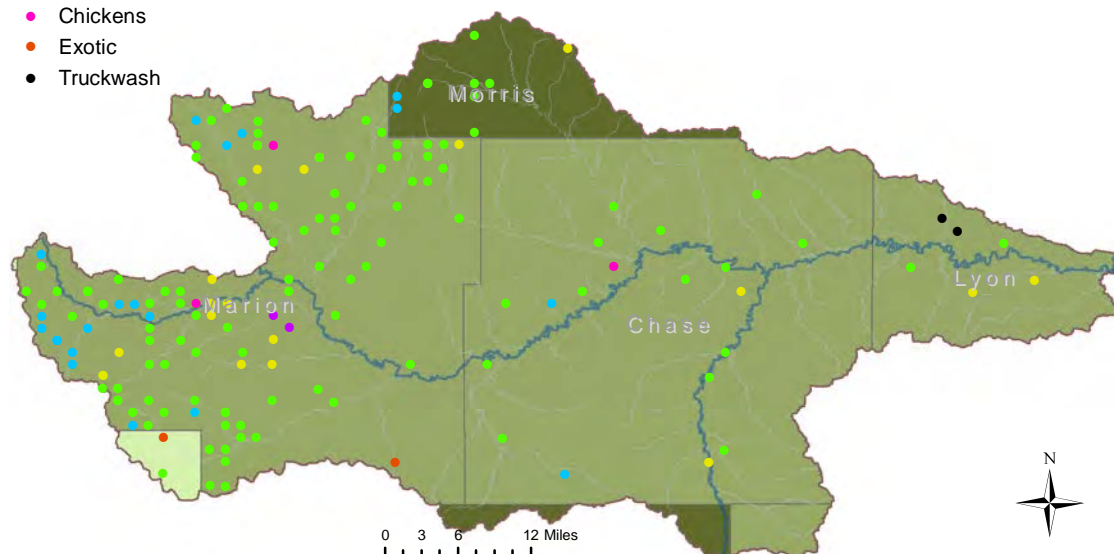 Chickens
Exotic
Truckwash
Morris
Marion
Lyon
Chase
N
0 3 6 12 Miles